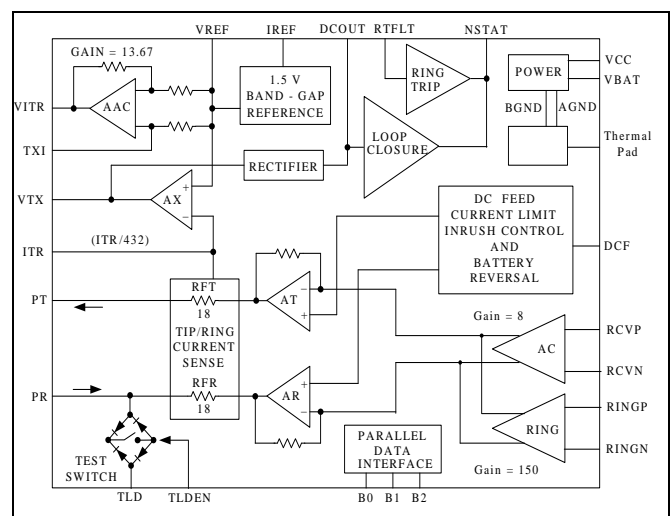 VREF IREF DCOUT RTFLT NSTAT
GAIN = 13.67
VITR
AAC
1.5 V
BAND - GAP
REFERENCE
RING
TRIP
POWER
VCC
VBAT
BGND AGND
Thermal
Pad
TXI
RECTIFIER
LOOP
CLOSURE
VTX
AX
+
−
DC FEED
CURRENT LIMIT
INRUSH CONTROL
AND
BATTERY
REVERSAL
DCF
ITR
(ITR/432)
PT
RFT
18
AT
−
+
TIP/RING
CURRENT
SENSE
Gain = 8
AC
RCVP
RCVN
PR
RFR
18
AR
+
−
RING
RINGP
RINGN
Gain = 150
TEST
SWITCH
PARALLEL
DATA
INTERFACE
TLD TLDEN B0 B1 B2